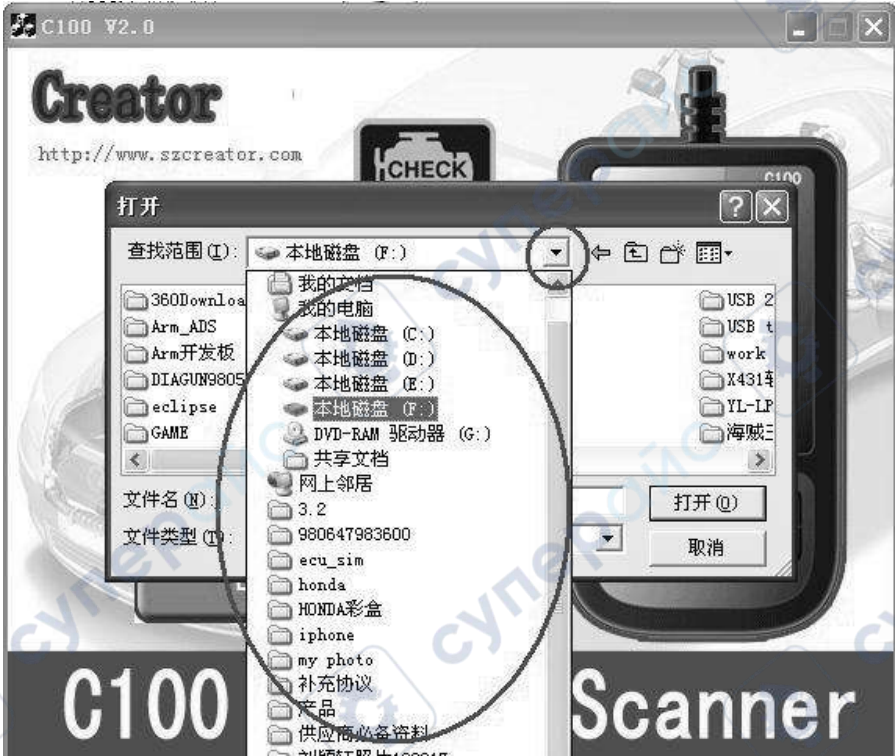 C100 V2.0
Creator
http://www.szcreator.com
CHECK
C100
打开
查找范围(I):
本地磁盘 (F:)
我的文档
我的电脑
本地磁盘 (C:)
本地磁盘 (D:)
本地磁盘 (E:)
本地磁盘 (F:)
DVD-RAM 驱动器 (G:)
共享文档
网上邻居
3.2
980647983600
ecu_sim
honda
HONDA彩盒
iphone
my photo
补充协议
产品
供应商必备资料
360Downloa
Arm_ADS
Arm开发板
DIAGUN9805
eclipse
GAME
USB 2
USB t
work
X431
YL-LP
海贼
文件名(N):
打开(O)
文件类型(T):
取消
C100 Scanner
суперайс